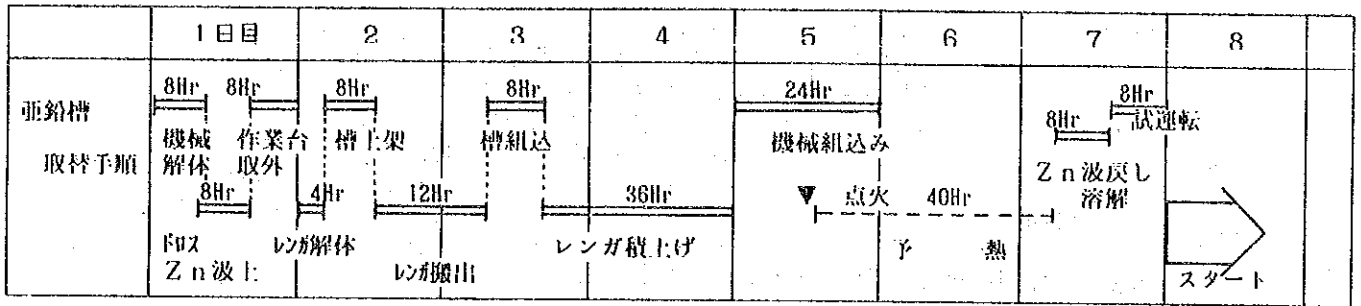 1日目 2 3 4 5 6 7 8
8Hr 8Hr 8Hr 8Hr 24Hr 8Hr 8Hr
亜鉛槽
取替手順
機械
解体
作業台
取外
槽上架
槽組込
機械組込み
試運転
Zn波戻し
溶解
8Hr 4Hr 12Hr 36Hr 点火 40Hr
ドロス
Zn波上
レンガ解体
レンガ搬出
レンガ積上げ
予熱
スタート